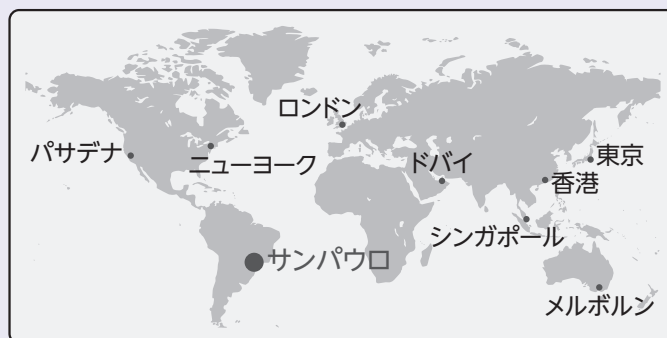 ロンドン
パサデナ
ニューヨーク
ドバイ
東京
香港
シンガポール
サンパウロ
メルボルン